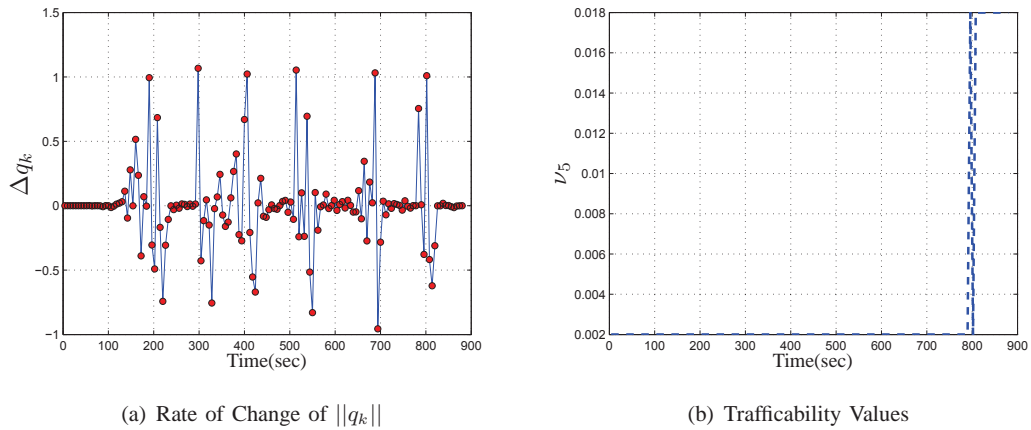 1.5
1
0.5
0
−0.5
−1
Δq_k
0 100 200 300 400 500 600 700 800 900
Time(sec)
(a) Rate of Change of ||q_k||
0.018
0.016
0.014
0.012
0.01
0.008
0.006
0.004
0.002
ν_5
0 100 200 300 400 500 600 700 800 900
Time(sec)
(b) Trafficability Values